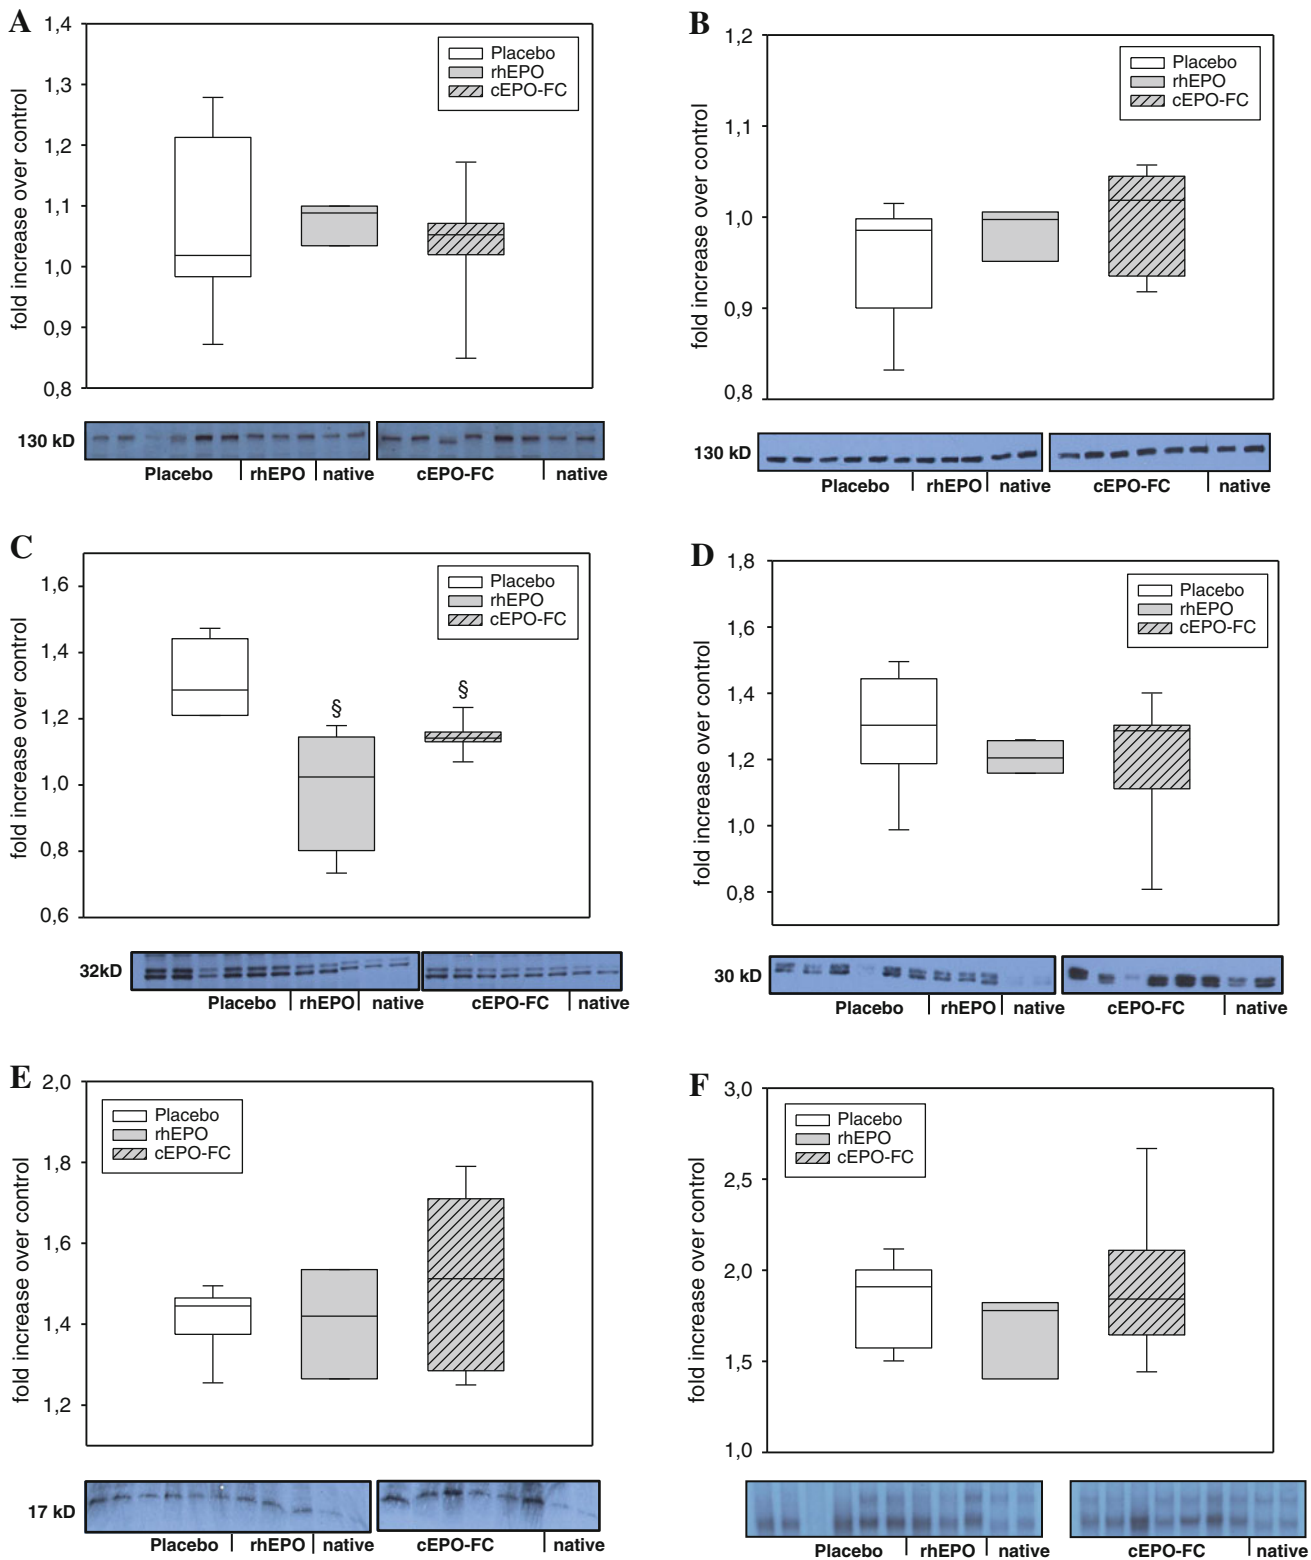 A
fold increase over control
1,4
1,3
1,2
1,1
1,0
0,9
0,8
Placebo
rhEPO
cEPO-FC
130 kD
Placebo | rhEPO | native
cEPO-FC | native
B
fold increase over control
1,2
1,1
1,0
0,9
0,8
Placebo
rhEPO
cEPO-FC
130 kD
Placebo | rhEPO | native
cEPO-FC | native
C
fold increase over control
1,6
1,4
1,2
1,0
0,8
0,6
Placebo
rhEPO
cEPO-FC
§
§
32kD
Placebo | rhEPO | native
cEPO-FC | native
D
fold increase over control
1,8
1,6
1,4
1,2
1,0
0,8
Placebo
rhEPO
cEPO-FC
30 kD
Placebo | rhEPO | native
cEPO-FC | native
E
fold increase over control
2,0
1,8
1,6
1,4
1,2
Placebo
rhEPO
cEPO-FC
17 kD
Placebo | rhEPO | native
cEPO-FC | native
F
fold increase over control
3,0
2,5
2,0
1,5
1,0
Placebo
rhEPO
cEPO-FC
Placebo | rhEPO | native
cEPO-FC | native